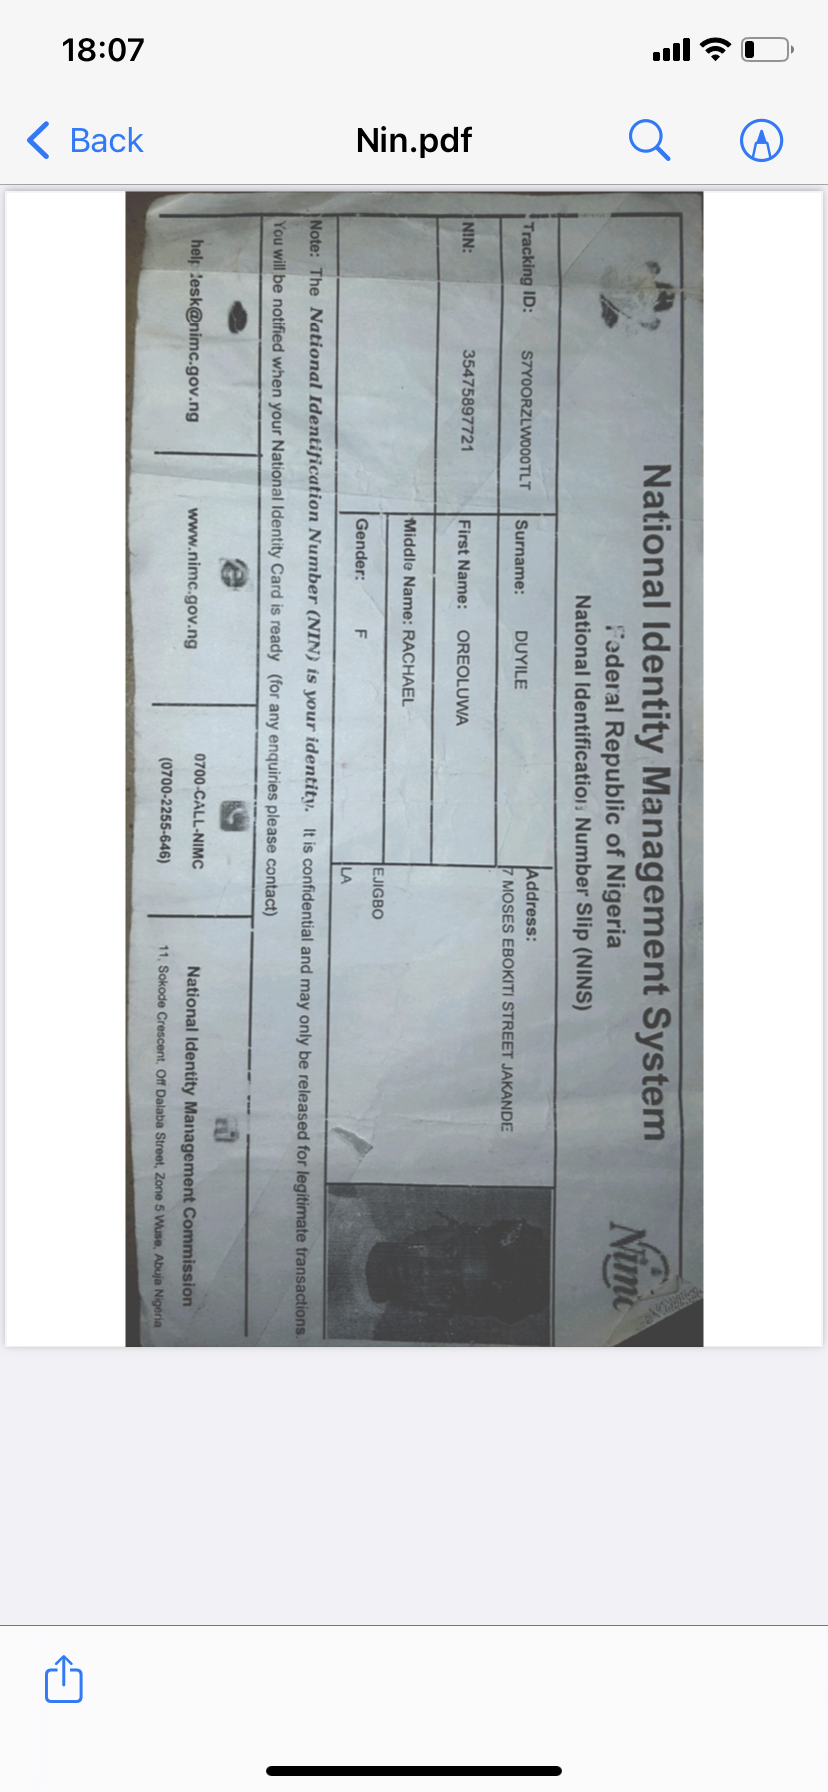 18:07
Back
Nin.pdf
National Identity Management System
Federal Republic of Nigeria
National Identification Number Slip (NINS)
Nimc
Tracking ID: S7Y0ORZLW000TLT
Surname: DUYILE
Address:
7 MOSES EBOKITI STREET JAKANDE
NIN: 35475897721
First Name: OREOLUWA
Middle Name: RACHAEL
EJIGBO
Gender: F
LA
Note: The National Identification Number (NIN) is your identity. It is confidential and may only be released for legitimate transactions.
You will be notified when your National Identity Card is ready (for any enquiries please contact)
helpdesk@nimc.gov.ng
www.nimc.gov.ng
0700-CALL-NIMC
(0700-2255-646)
National Identity Management Commission
11, Sokode Crescent, Off Dalaba Street, Zone 5 Wuse, Abuja Nigeria